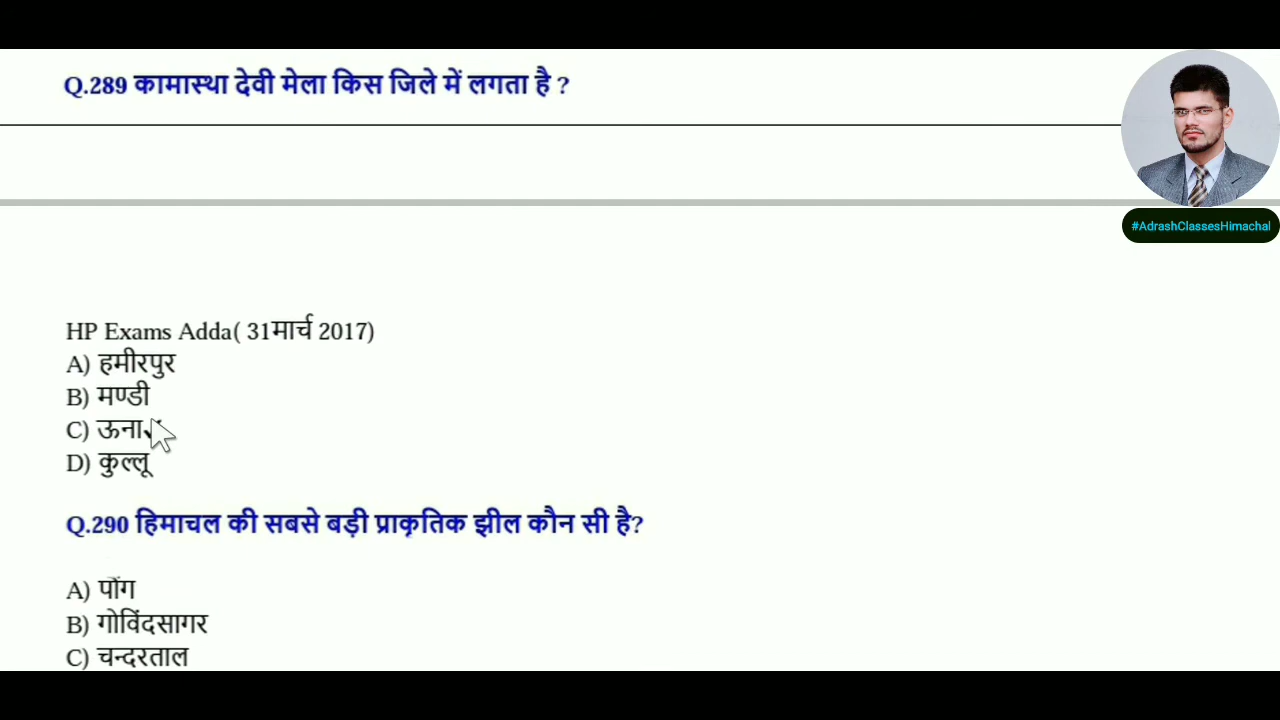 Q.289 कामास्था देवी मेला किस जिले में लगता है ?
#AdrashClassesHimachal
HP Exams Adda( 31मार्च 2017)
A) हमीरपुर
B) मण्डी
C) ऊना
D) कुल्लू
Q.290 हिमाचल की सबसे बड़ी प्राकृतिक झील कौन सी है?
A) पोंग
B) गोविंदसागर
C) चन्दरताल